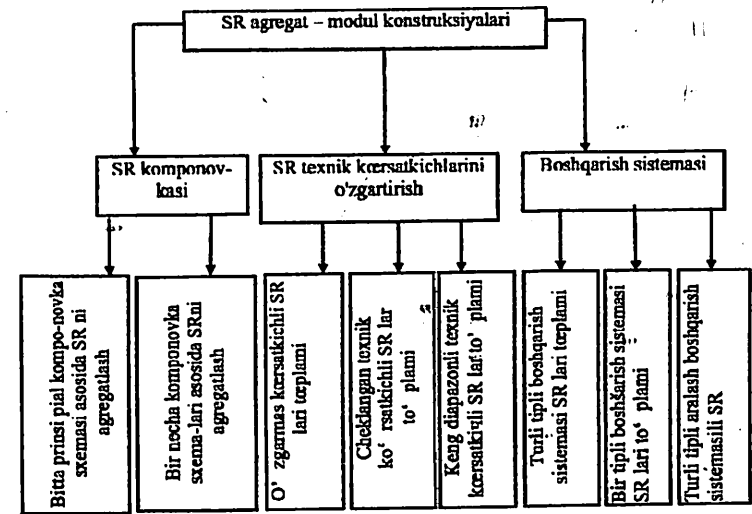 SR agregat – modul konstruksiyalari
SR komponov-
kasi
SR texnik kœrsatkichlarini
o'zgartirish
Boshqarish sistemasi
Bitta prinsi pial kompo-novka
sxemasi asosida SR ni
agregatlash
Bir necha komponovka
sxema-lari asosida SRni
agregatlash
O' zgarmas kœrsatkichli SR
lari tœplami
Cheklangan texnik
ko' rsatkichli SR lar
to' plami
Keng diapazonli texnik
kœrsatkivli SR lar to' plami
Turli tipli boshqarish
sistemasi SR lari tœplami
Bir tipli boshšarish sistemasi
SR lari to' plami
Turti tipli aralash boshqarish
sistemasili SR